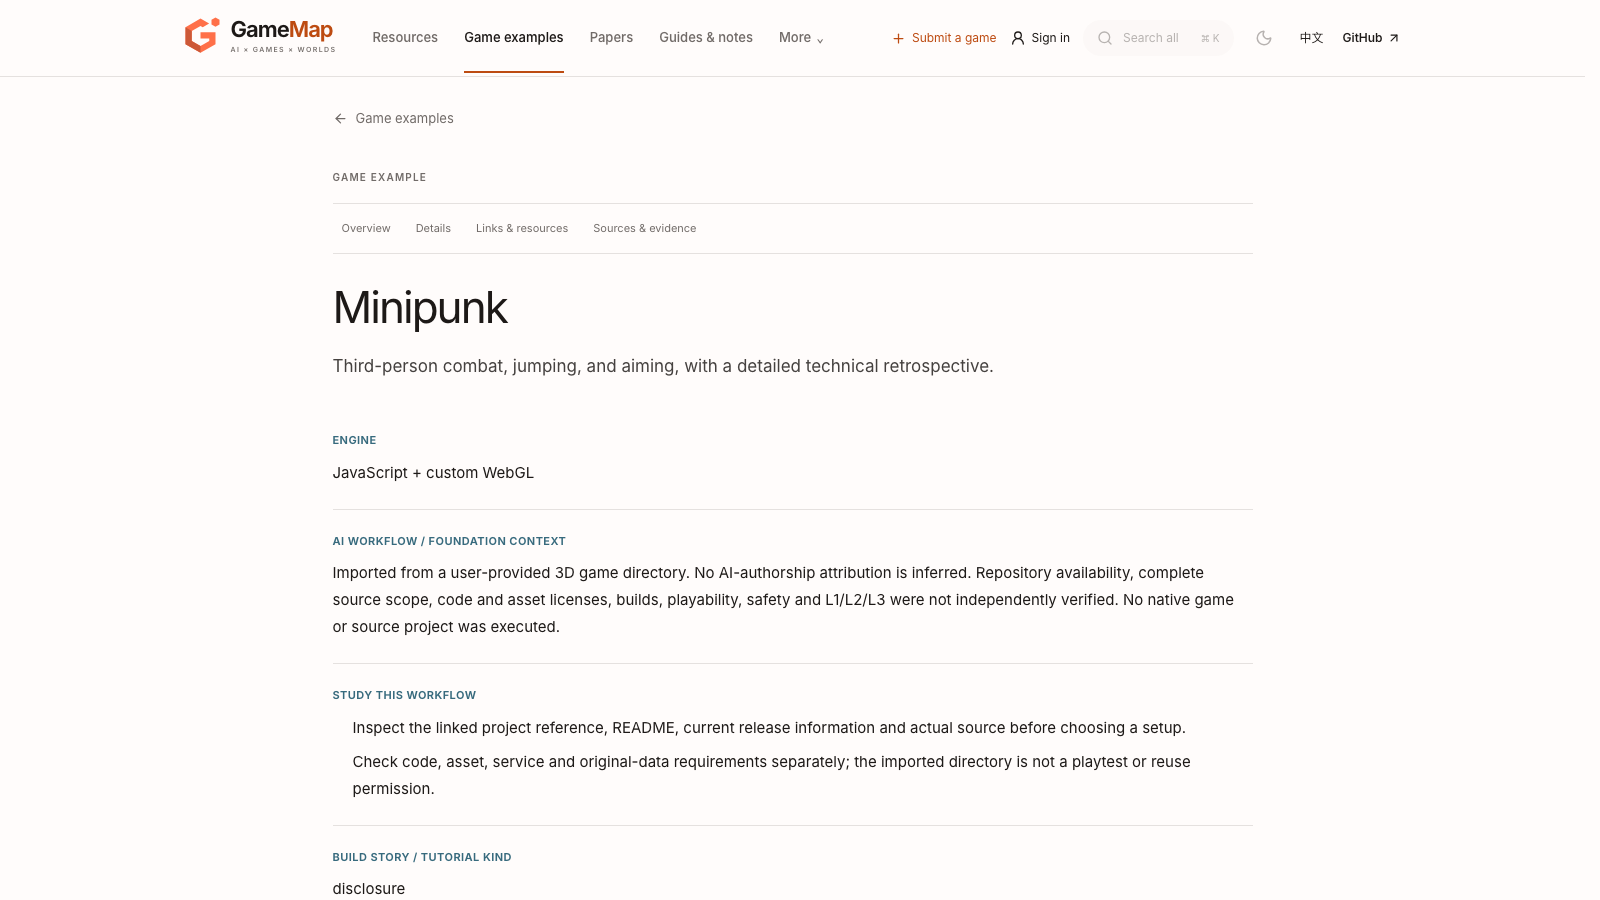 GameMap
AI × GAMES × WORLDS
Resources
Game examples
Papers
Guides & notes
More
Submit a game
Sign in
Search all
⌘ K
中文
GitHub
Game examples
GAME EXAMPLE
Overview
Details
Links & resources
Sources & evidence
Minipunk
Third-person combat, jumping, and aiming, with a detailed technical retrospective.
ENGINE
JavaScript + custom WebGL
AI WORKFLOW / FOUNDATION CONTEXT
Imported from a user-provided 3D game directory. No AI-authorship attribution is inferred. Repository availability, complete
source scope, code and asset licenses, builds, playability, safety and L1/L2/L3 were not independently verified. No native game
or source project was executed.
STUDY THIS WORKFLOW
Inspect the linked project reference, README, current release information and actual source before choosing a setup.
Check code, asset, service and original-data requirements separately; the imported directory is not a playtest or reuse
permission.
BUILD STORY / TUTORIAL KIND
disclosure